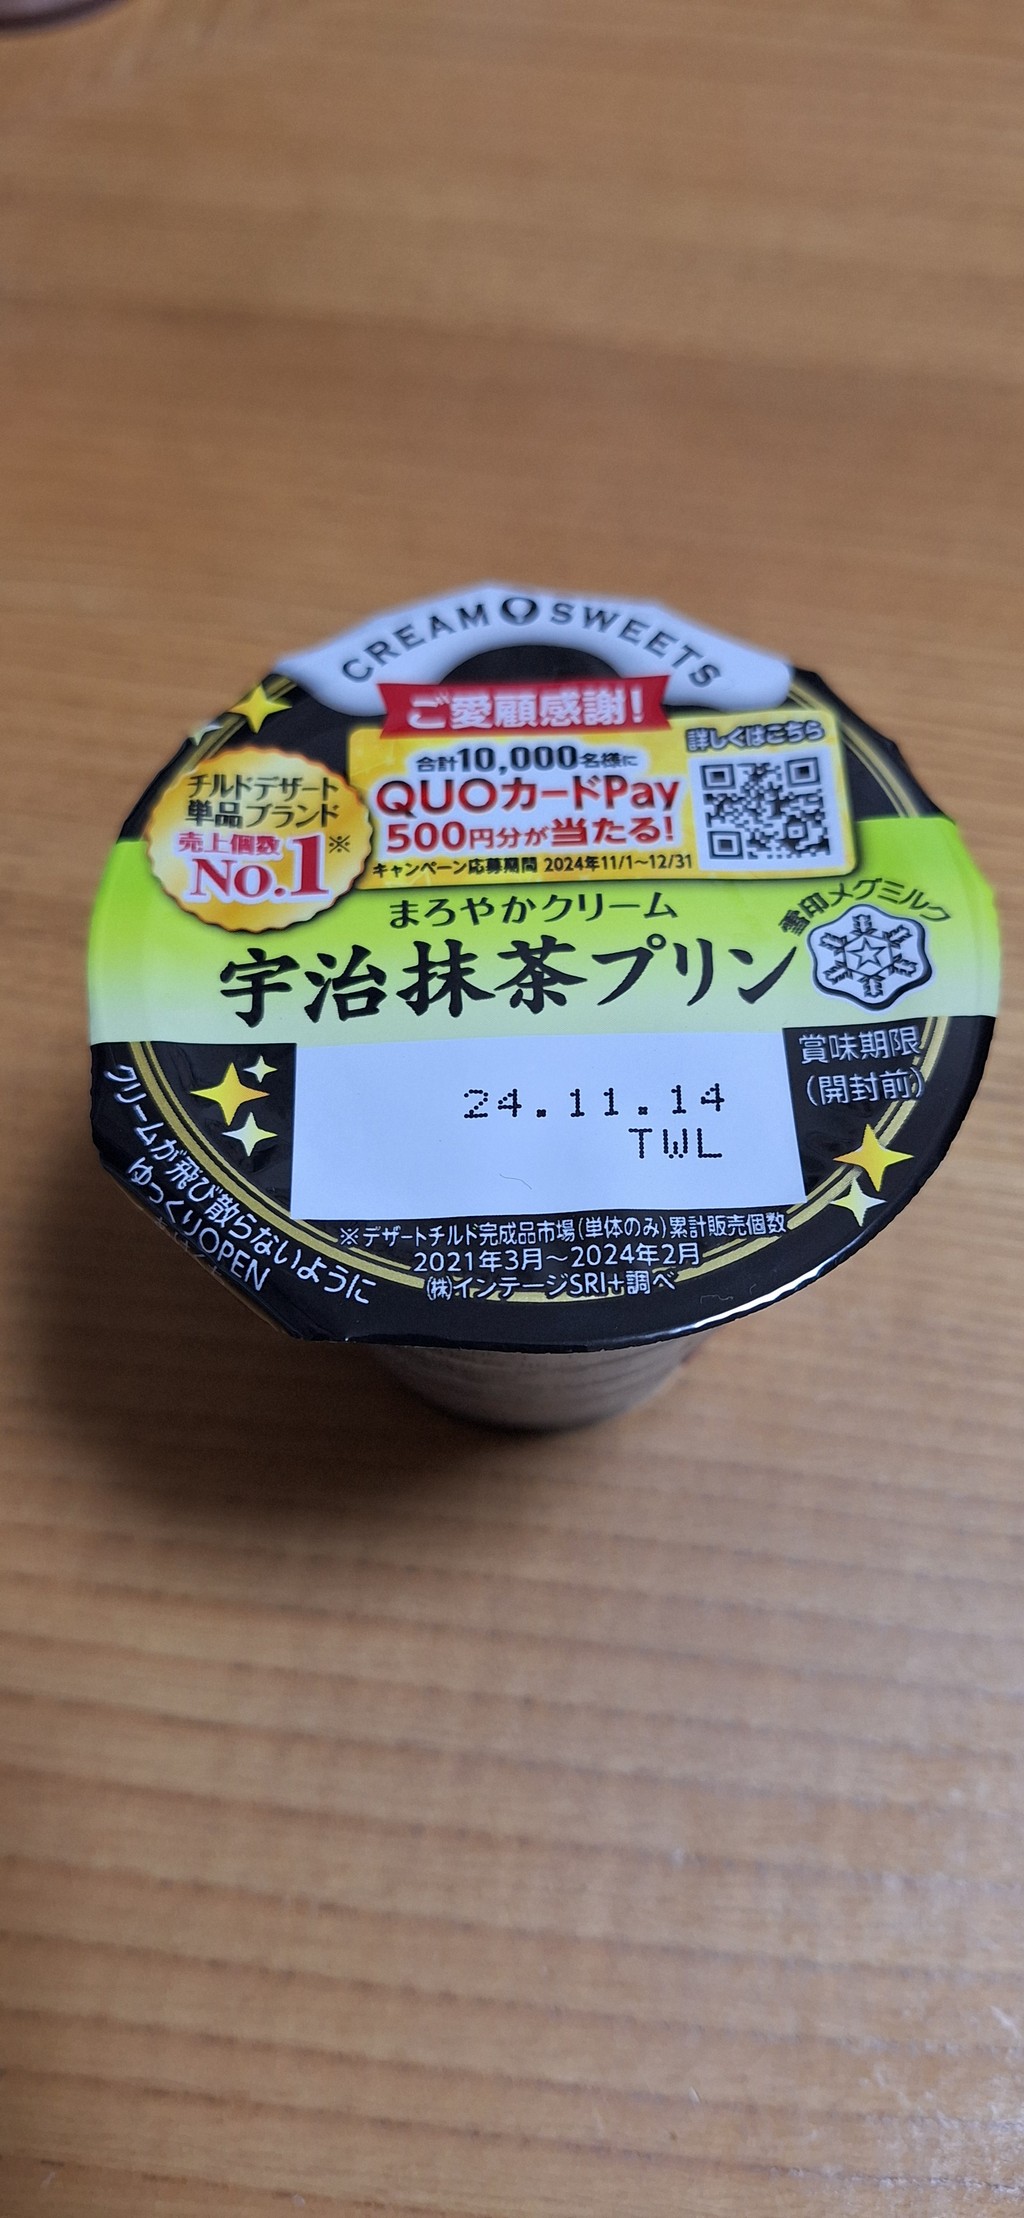 CREAM SWEETS
ご愛顧感謝!
詳しくはこちら
合計10,000名様に
QUOカードPay
500円分が当たる!
キャンペーン応募期間 2024年11/1~12/31
チルドデザート
単品ブランド
売上個数※
No.1
まろやかクリーム
雪印メグミルク
宇治抹茶プリン
賞味期限
(開封前)
24.11.14
TWL
クリームが飛び散らないように
ゆっくりOPEN
※デザートチルド完成品市場(単体のみ)累計販売個数
2021年3月~2024年2月
(株)インテージSRI+調べ